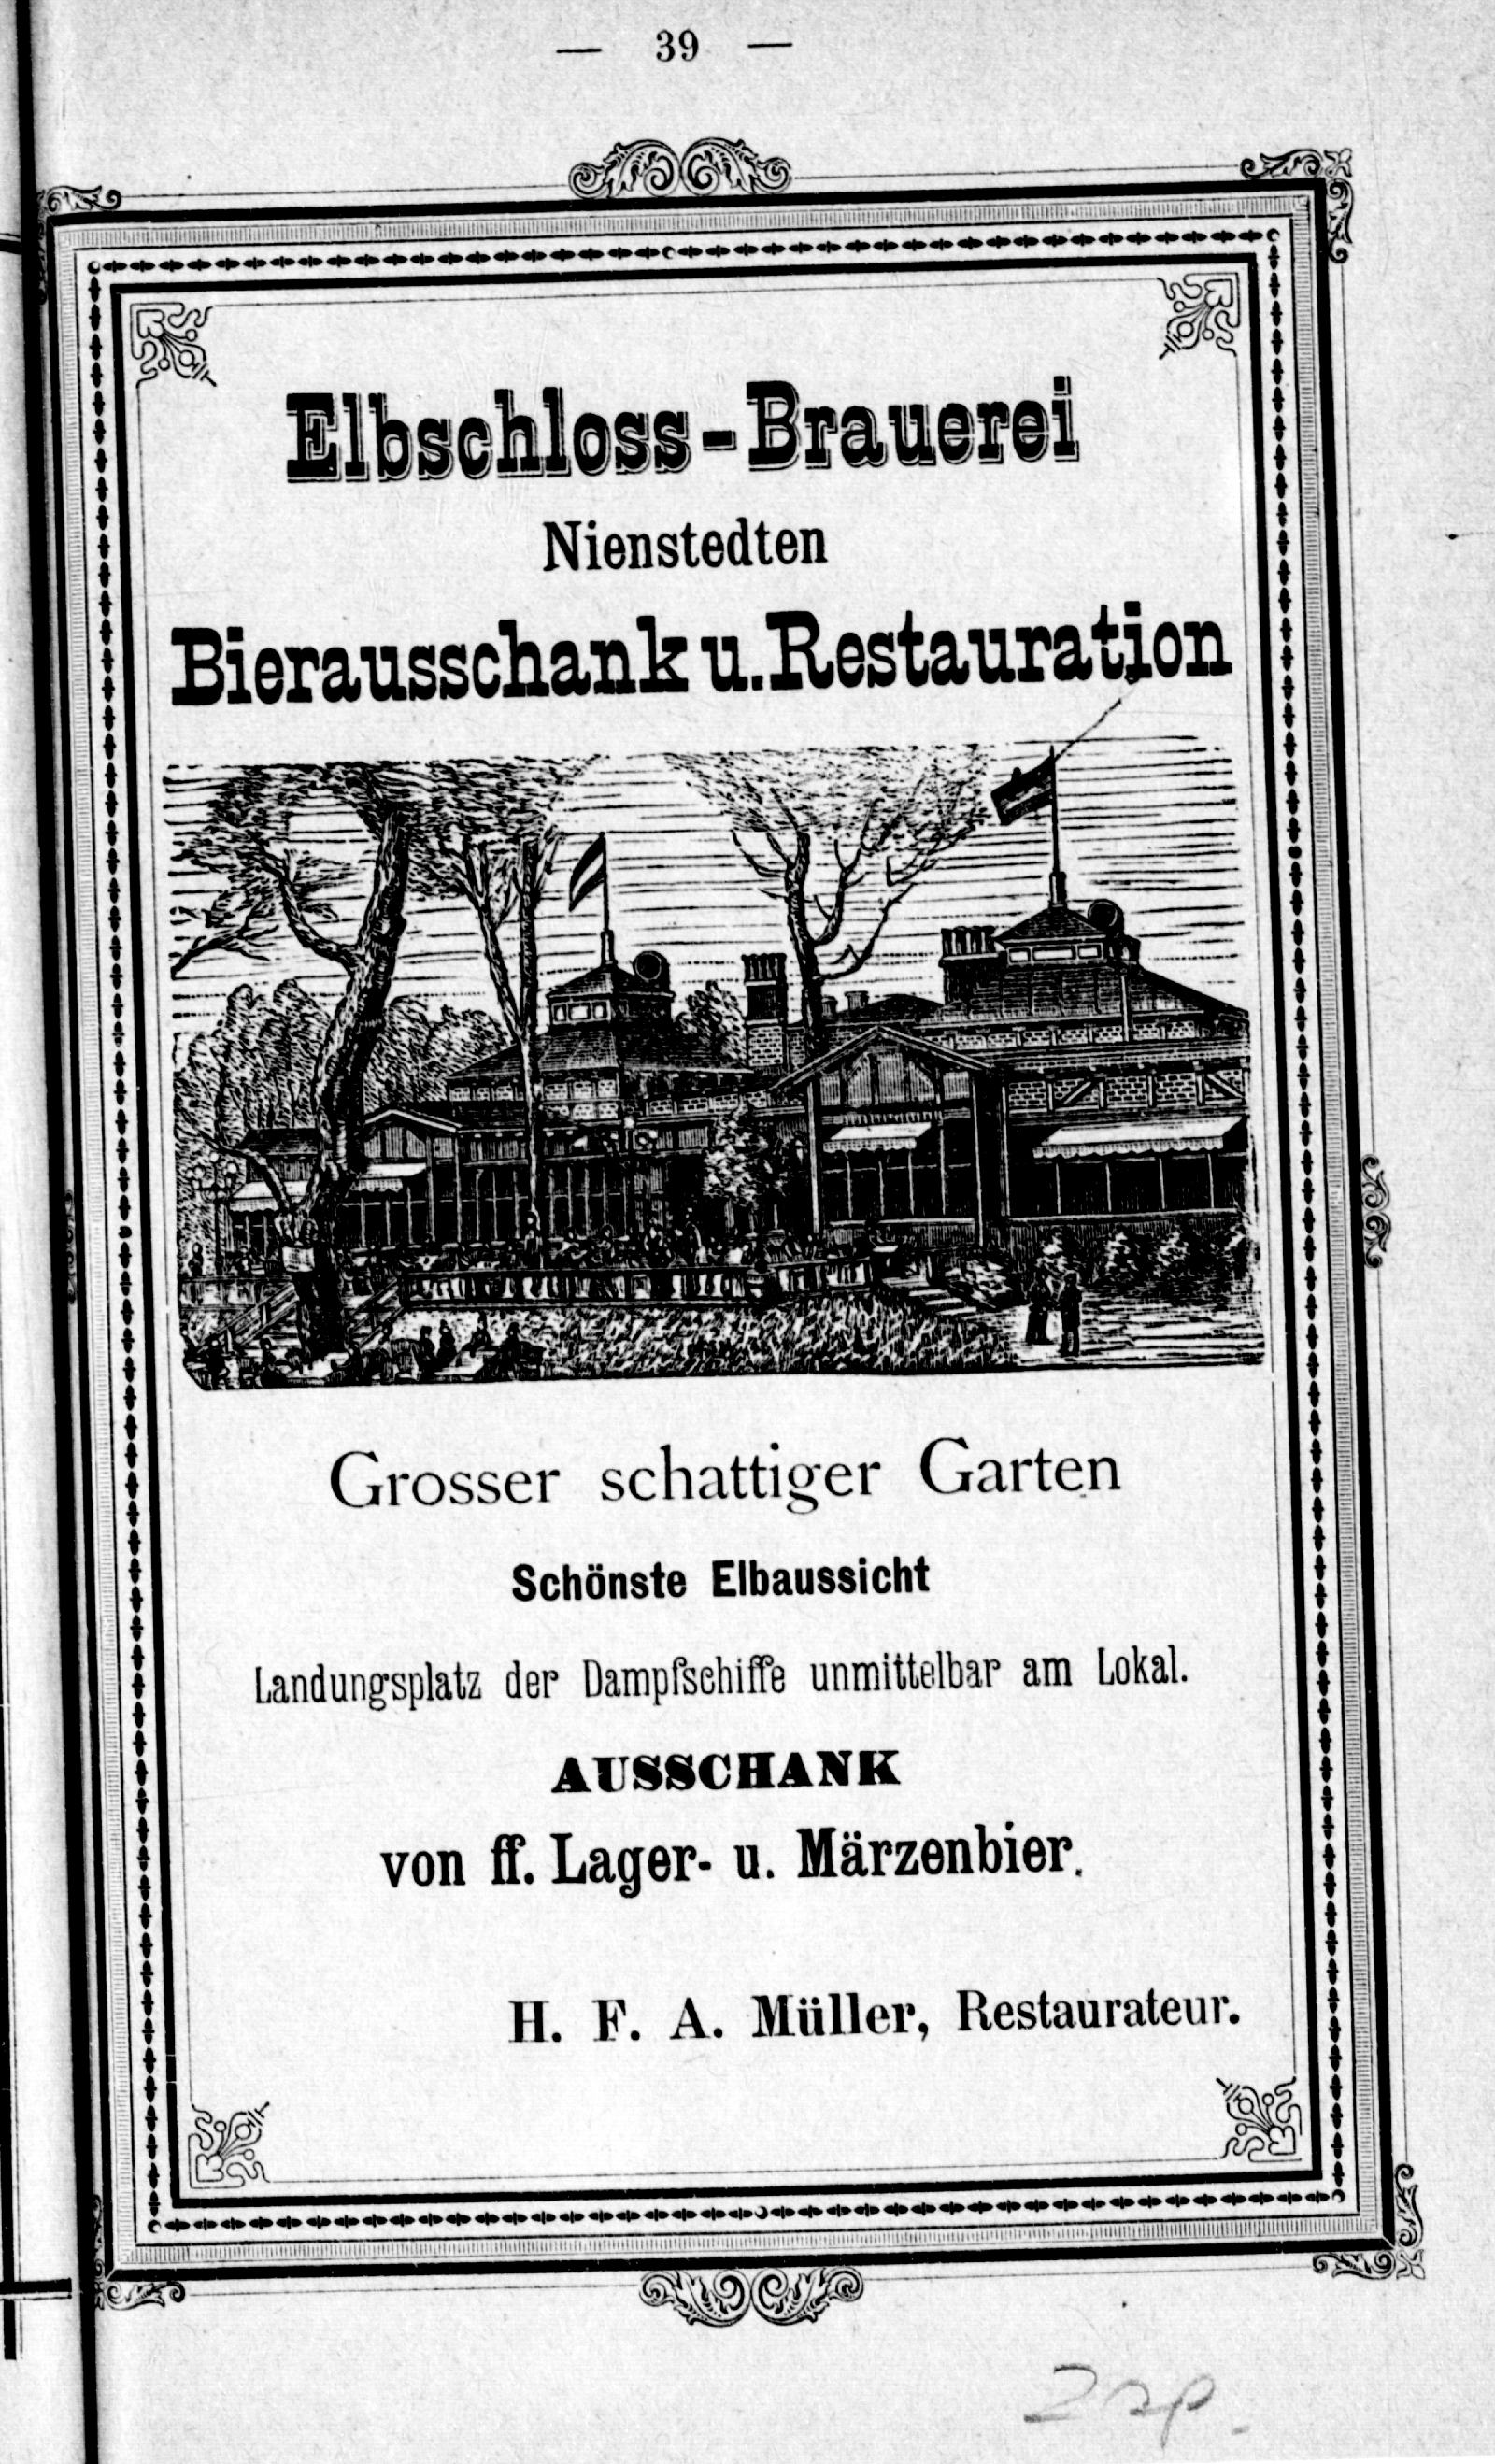 — 39 —
Elbschloss-Brauerei
Nienstedten
Bierausschank u. Restauration
Grosser schattiger Garten
Schönste Elbaussicht
Landungsplatz der Dampfschiffe unmittelbar am Lokal.
AUSSCHANK
von ff. Lager- u. Märzenbier.
H. F. A. Müller, Restaurateur.